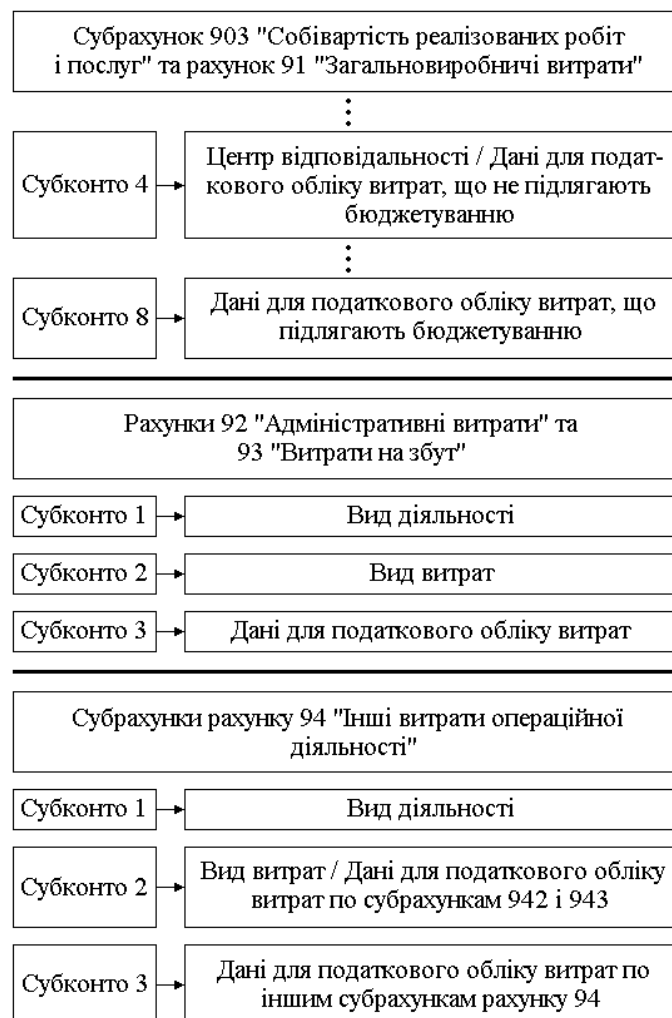 Субрахунок 903 "Собівартість реалізованих робіт
і послуг" та рахунок 91 "Загальновиробничі витрати"
Субконто 4
Центр відповідальності / Дані для подат-
кового обліку витрат, що не підлягають
бюджетуванню
Субконто 8
Дані для податкового обліку витрат, що
підлягають бюджетуванню
Рахунки 92 "Адміністративні витрати" та
93 "Витрати на збут"
Субконто 1
Вид діяльності
Субконто 2
Вид витрат
Субконто 3
Дані для податкового обліку витрат
Субрахунки рахунку 94 "Інші витрати операційної
діяльності"
Субконто 1
Вид діяльності
Субконто 2
Вид витрат / Дані для податкового обліку
витрат по субрахункам 942 і 943
Субконто 3
Дані для податкового обліку витрат по
іншим субрахункам рахунку 94